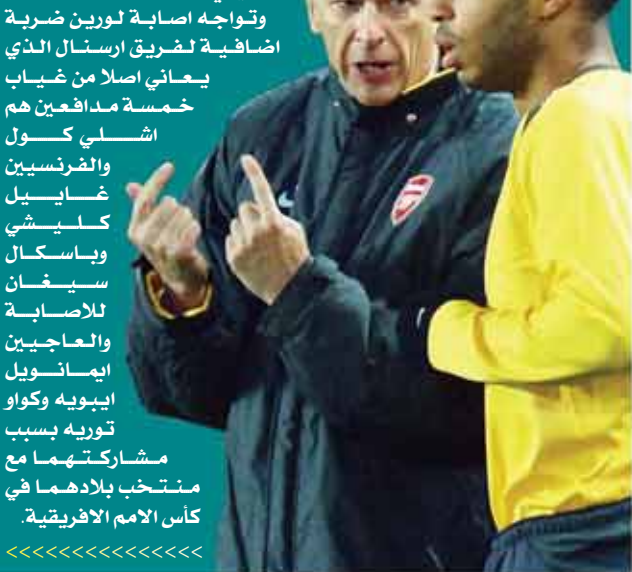 وتواجه اصابة لورين ضربة
اضافية لفريق ارسنال الذي
يعاني اصلا من غياب
خمسة مدافعين هم
اشلي كول
والفرنسيين
غاييل
كليشي
وباسكال
سيغان
للاصابة
والعاجيين
ايمانويل
ايبويه وكواو
توريه بسبب
مشاركتهما مع
منتخب بلادهما في
كأس الامم الافريقية.
<<<<<<<<<<<<<<<